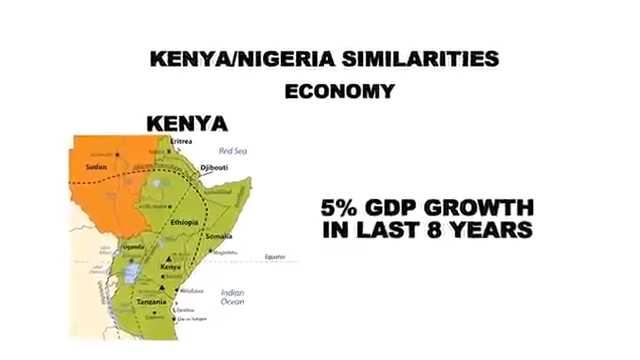 KENYA/NIGERIA SIMILARITIES
ECONOMY
KENYA
Eritrea
Red Sea
Sudan
Djibouti
Ethiopia
Somalia
Uganda
Equator
Kenya
Indian
Ocean
Tanzania
5% GDP GROWTH
IN LAST 8 YEARS